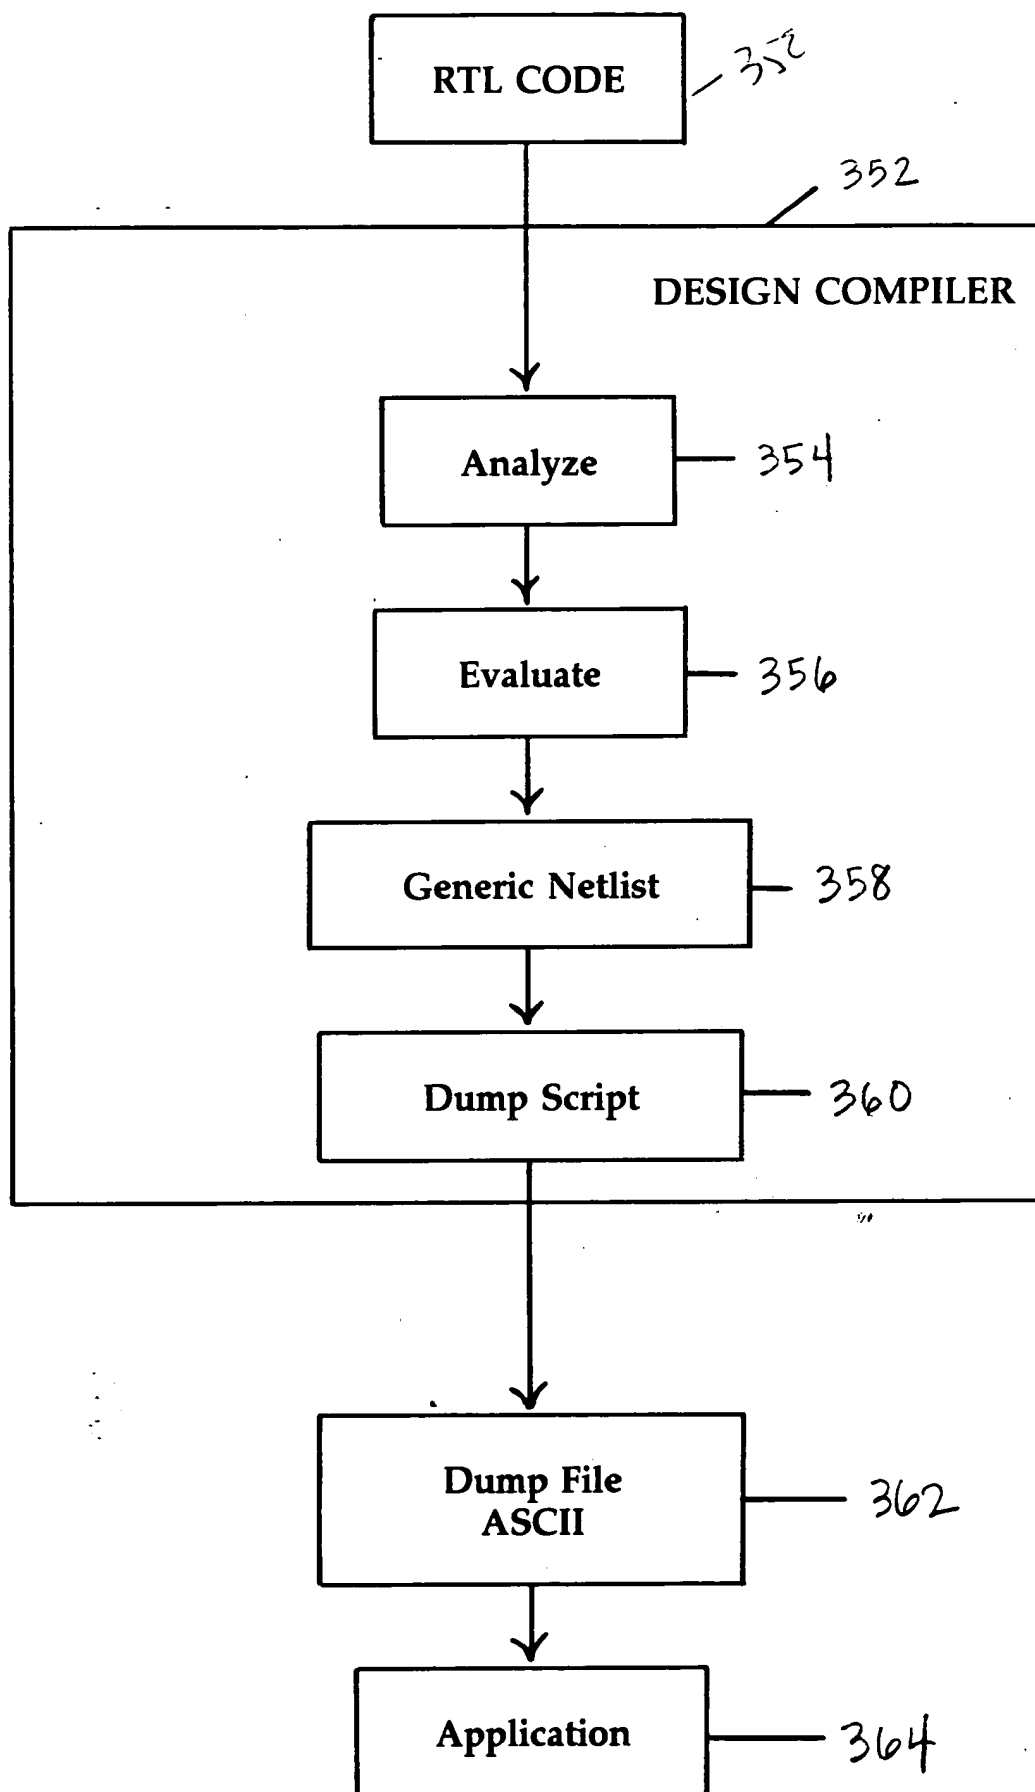 RTL CODE
352
DESIGN COMPILER
Analyze
354
Evaluate
356
Generic Netlist
358
Dump Script
360
Dump File
ASCII
362
Application
364